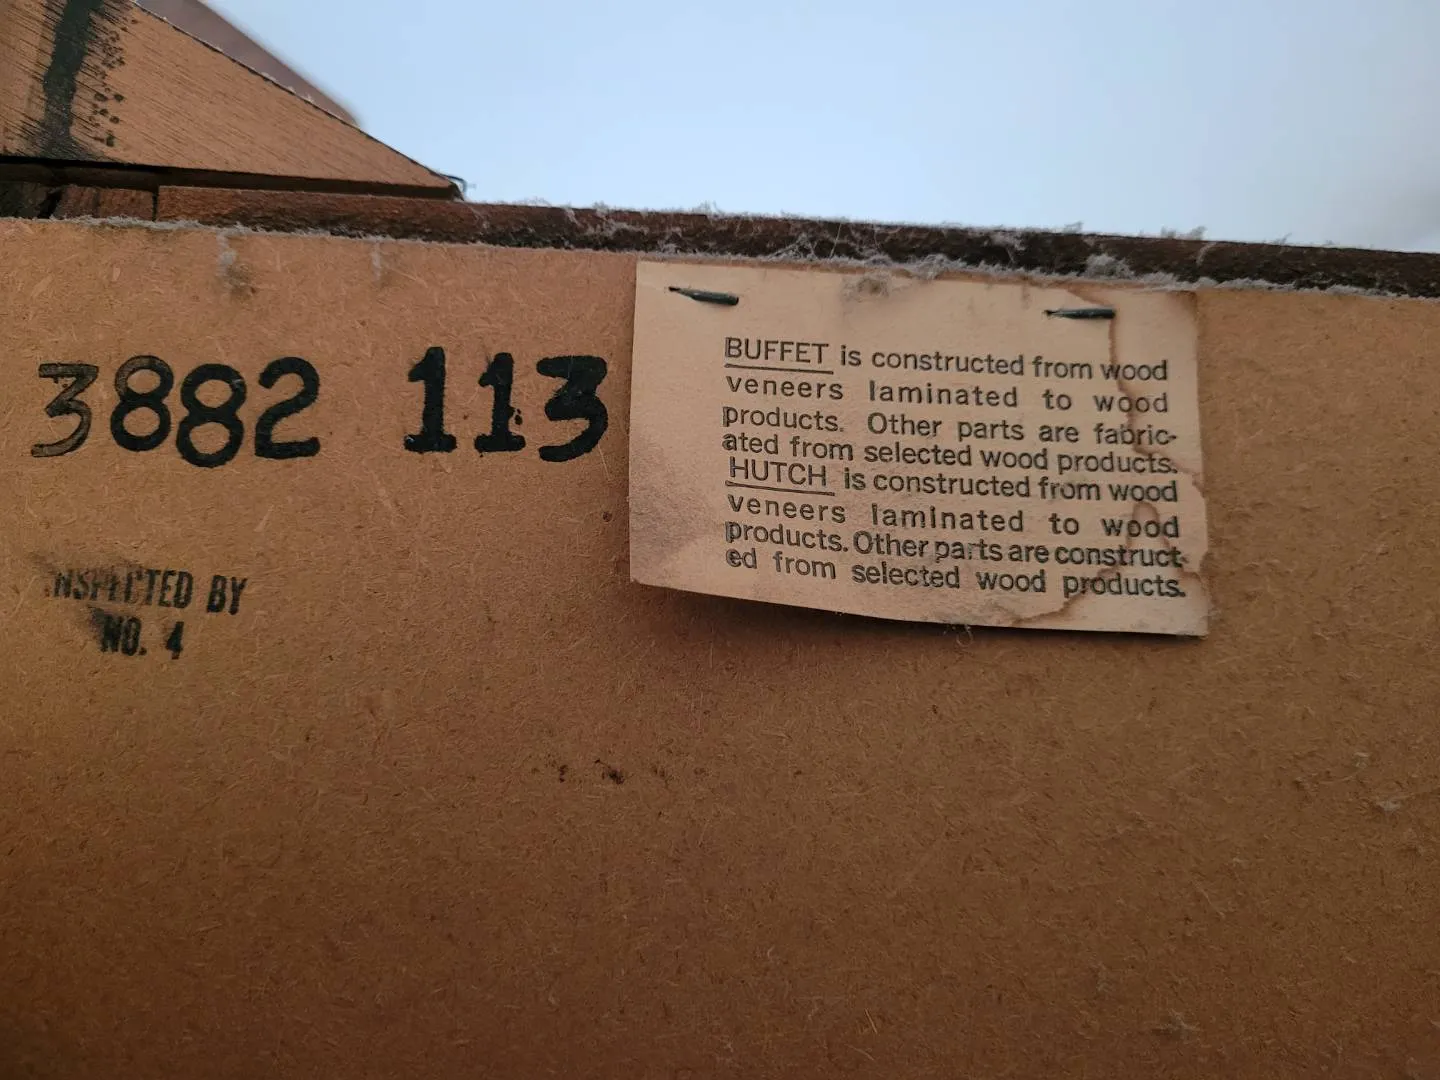 3882 113
INSPECTED BY
NO. 4
BUFFET is constructed from wood
veneers laminated to wood
products. Other parts are fabric-
ated from selected wood products.
HUTCH is constructed from wood
veneers laminated to wood
products. Other parts are construct-
ed from selected wood products.